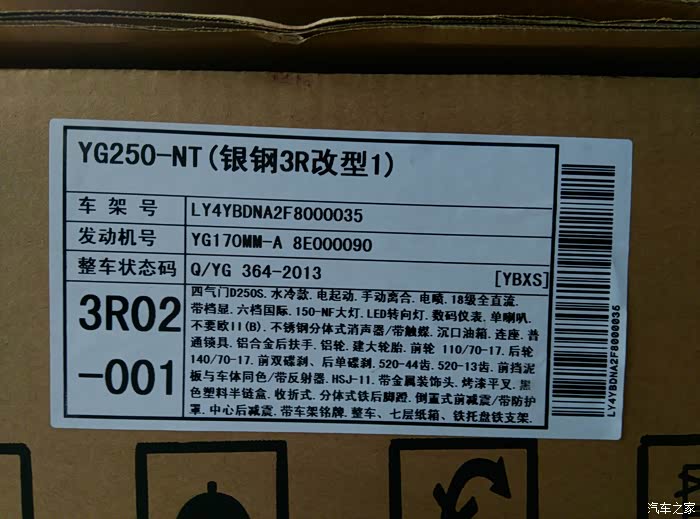 YG250-NT(银钢3R改型1)
车架号 LY4YBDNA2F8000035
发动机号 YG170MM-A 8E000090
整车状态码 Q/YG 364-2013 [YBXS]
3R02
-001
四气门D250S.水冷款.电起动.手动离合.电喷.18级全直流.
带档显.六档国际.150-NF大灯.LED转向灯.数码仪表.单喇叭.
不要欧II(B).不锈钢分体式消声器/带触媒.沉口油箱.连座.普
通锁具.铝合金后扶手.铝轮.建大轮胎.前轮 110/70-17.后轮
140/70-17.前双碟刹、后单碟刹.520-44齿.520-13齿.前挡泥
板与车体同色/带反射器.HSJ-11.带金属装饰头.烤漆平叉.黑
色塑料半链盒.收折式.分体式铁后脚蹬.倒置式前减震/带防护
罩.中心后减震.带车架铭牌.整车、七层纸箱、铁托盘铁支架.
LY4YBDNA2F8000035
汽车之家